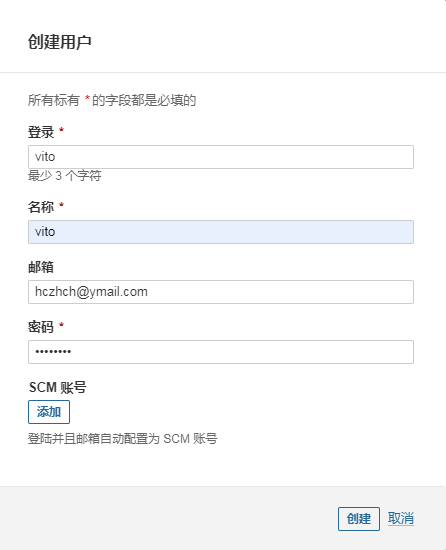 创建用户
所有标有 * 的字段都是必填的
登录 *
vito
最少 3 个字符
名称 *
vito
邮箱
hczhch@ymail.com
密码 *
••••••••
SCM 账号
添加
登陆并且邮箱自动配置为 SCM 账号
创建 取消